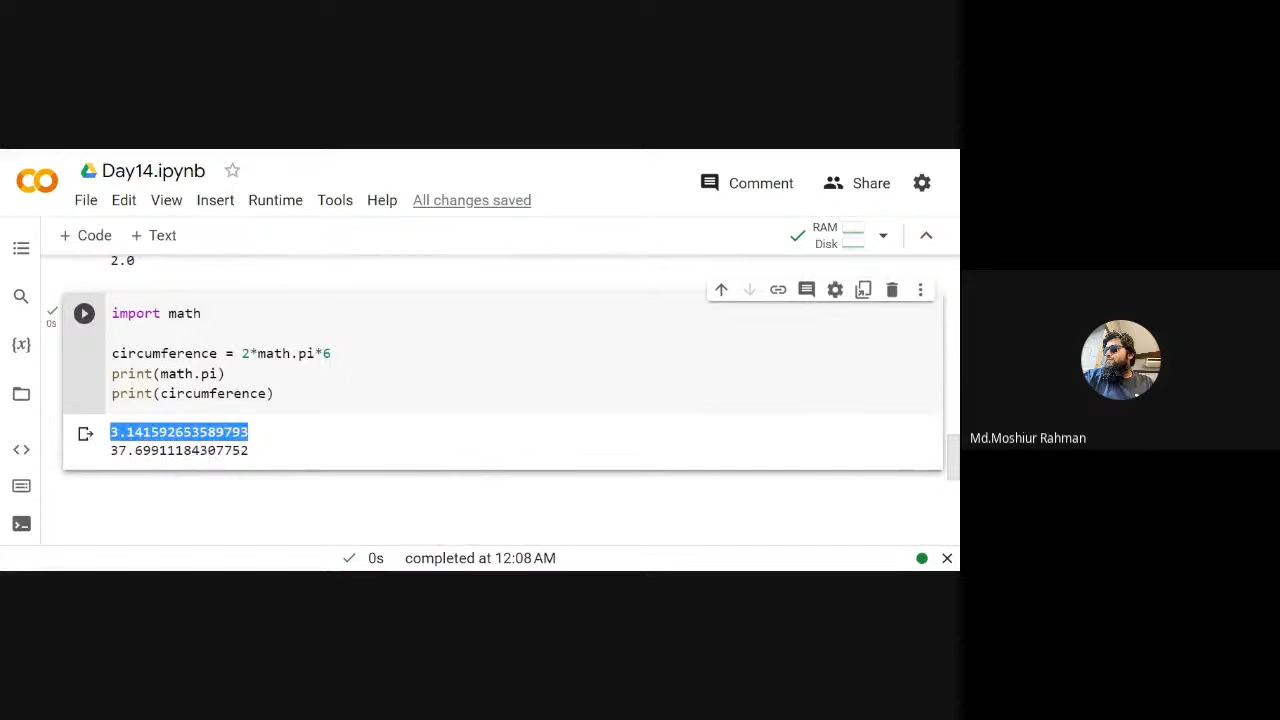 Day14.ipynb
Comment
Share
File Edit View Insert Runtime Tools Help All changes saved
+ Code + Text
RAM
Disk
2.0
0s
import math
circumference = 2*math.pi*6
print(math.pi)
print(circumference)
3.141592653589793
37.69911184307752
{x}
0s completed at 12:08 AM
Md.Moshiur Rahman